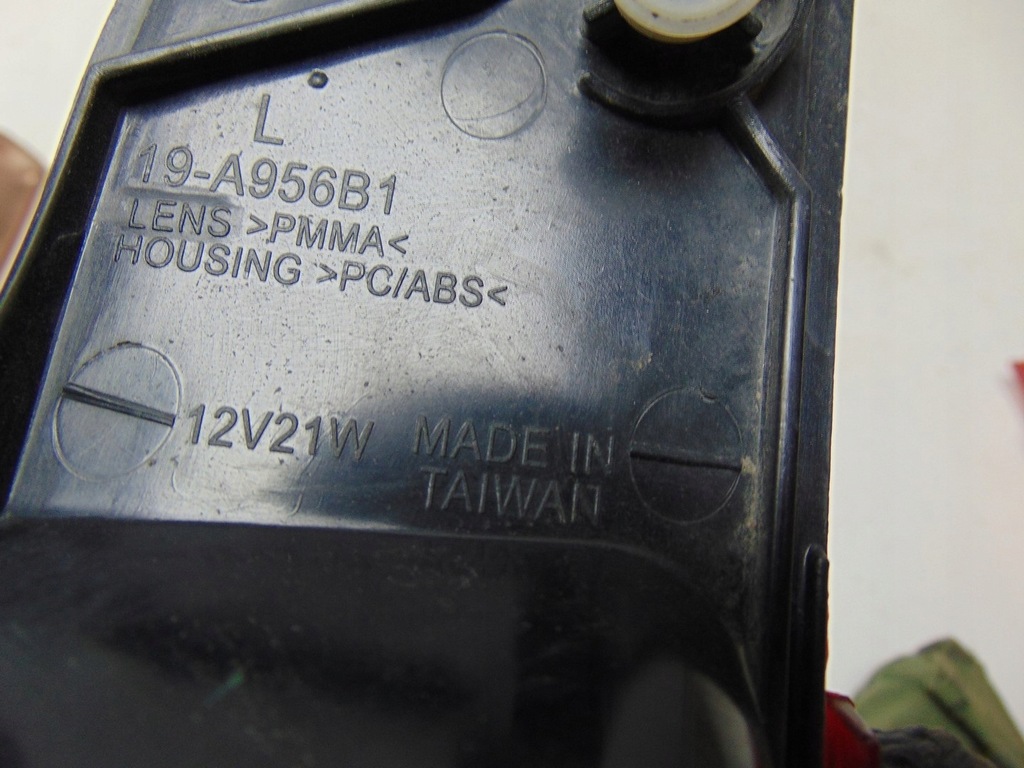 L
19-A956B1
LENS >PMMA<
HOUSING >PC/ABS<
12V21W
MADE IN
TAIWAN